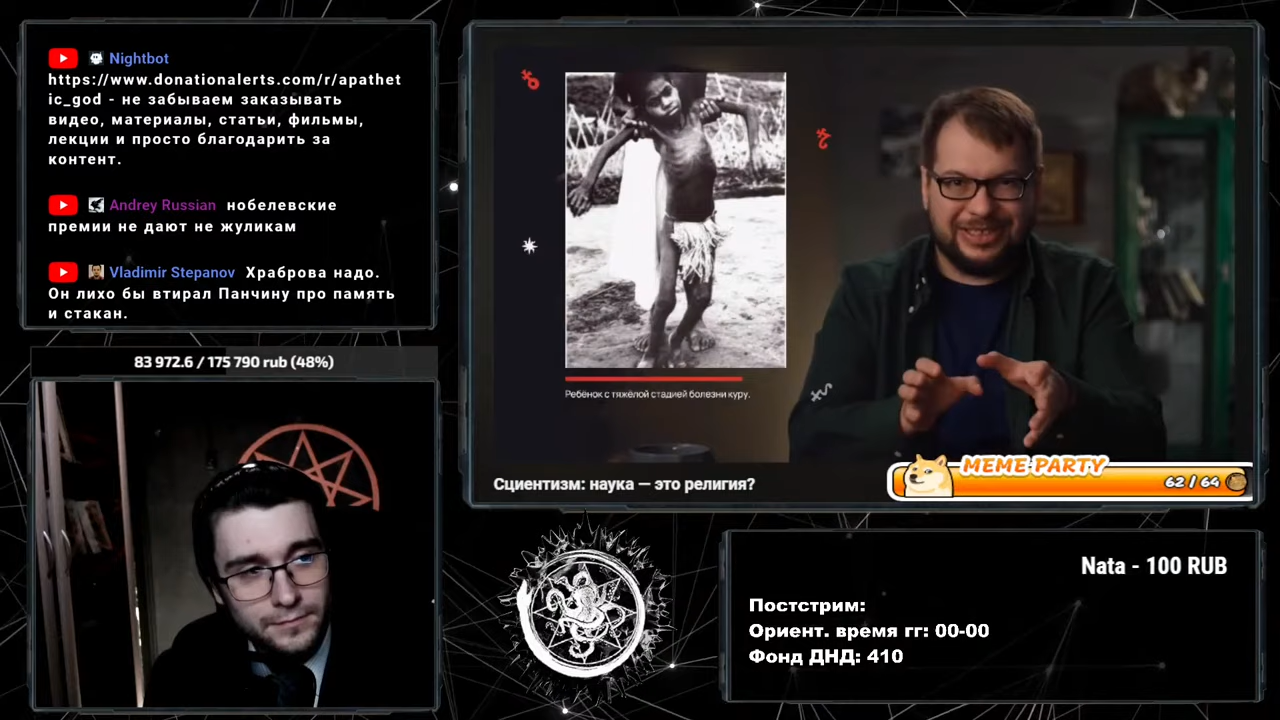 Nightbot
https://www.donationalerts.com/r/apathet
ic_god - не забываем заказывать
видео, материалы, статьи, фильмы,
лекции и просто благодарить за
контент.
Andrey Russian нобелевские
премии не дают не жуликам
Vladimir Stepanov Храброва надо.
Он лихо бы втирал Панчину про память
и стакан.
83 972.6 / 175 790 rub (48%)
Ребёнок с тяжёлой стадией болезни куру.
Сциентизм: наука — это религия?
MEME PARTY
62 / 64
Nata - 100 RUB
Постстрим:
Ориент. время гг: 00-00
Фонд ДНД: 410